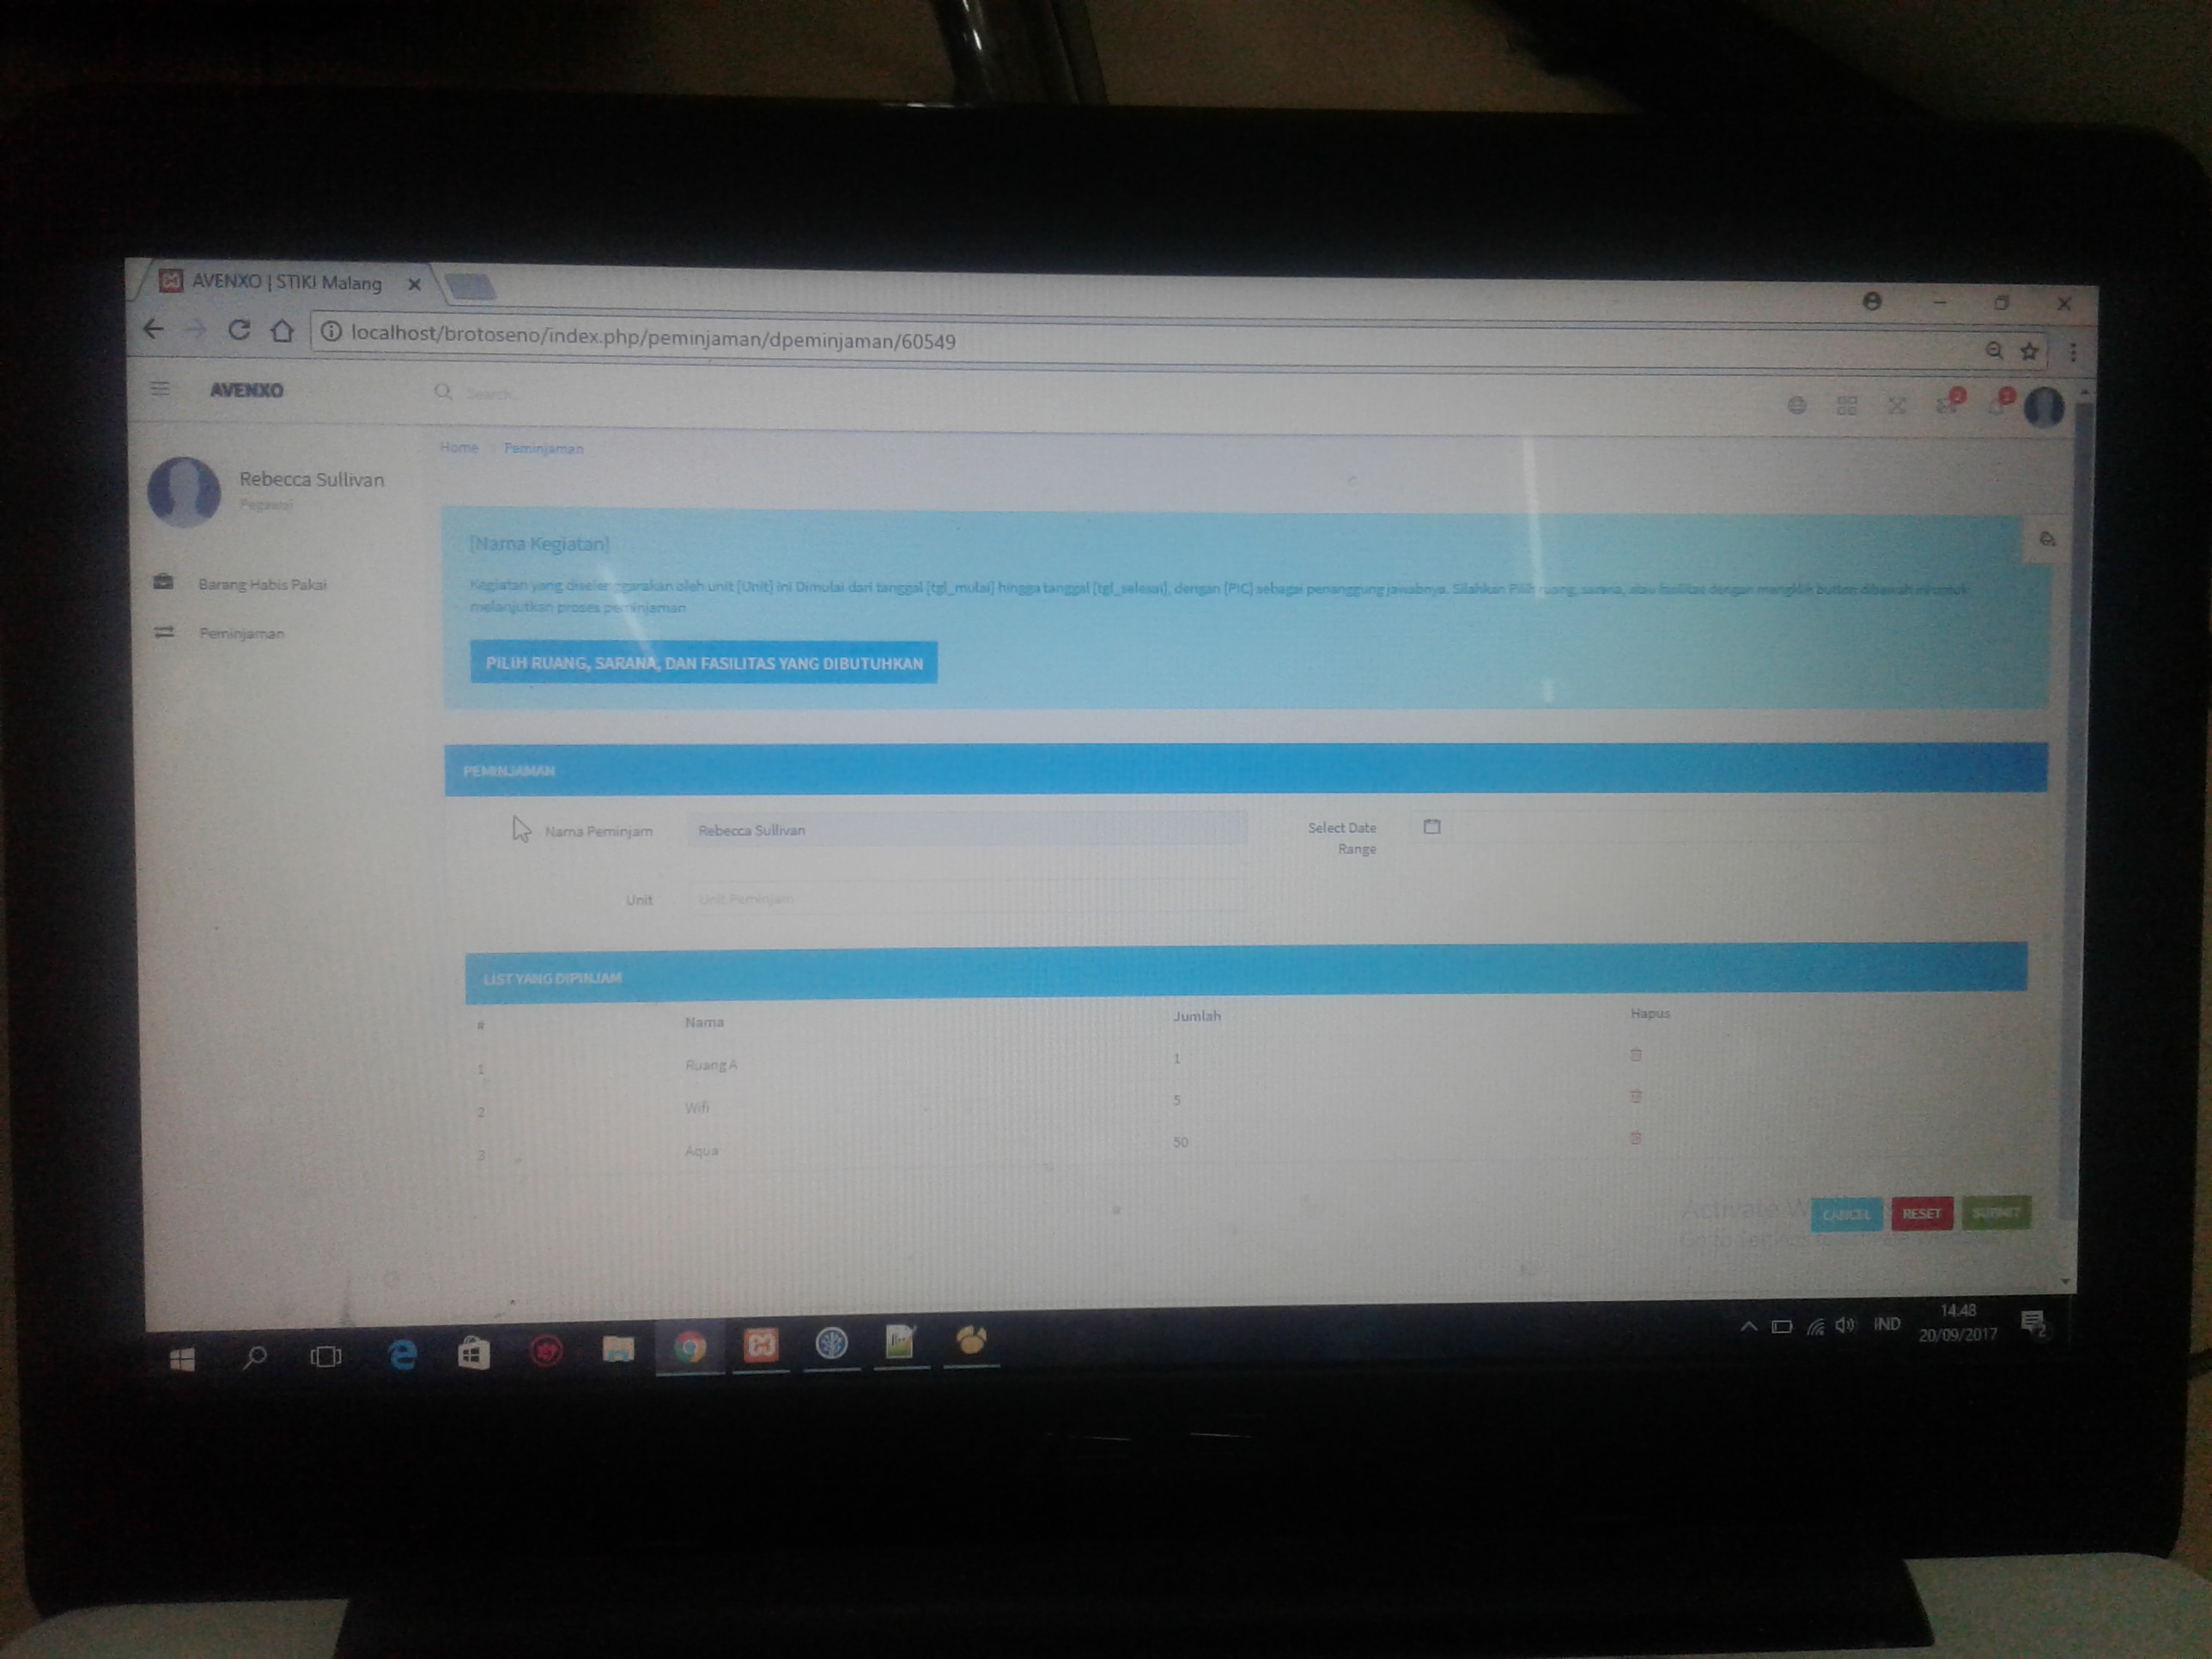 AVENXO | STIKI Malang
localhost/brotoseno/index.php/peminjaman/dpeminjaman/60549
AVENXO
Search...
2
Home Peminjaman
Rebecca Sullivan
Pegawai
Barang Habis Pakai
Peminjaman
[Nama Kegiatan]
Kegiatan yang diselenggarakan oleh unit [Unit] ini Dimulai dari tanggal [tgl_mulai] hingga tanggal [tgl_selesai], dengan [PIC] sebagai penanggung jawabnya. Silahkan Pilih ruang, sarana, atau fasilitas dengan mengklik button dibawah ini untuk
melanjutkan proses peminjaman
PILIH RUANG, SARANA, DAN FASILITAS YANG DIBUTUHKAN
PEMINJAMAN
Nama Peminjam Rebecca Sullivan Select Date
Range
Unit Unit Peminjam
LIST YANG DIPINJAM
# Nama Jumlah Hapus
1 Ruang A 1
2 Wifi 5
3 Aqua 50
Activate
CANCEL RESET SUBMIT
Go to Settings
IND
14.48
20/09/2017
2